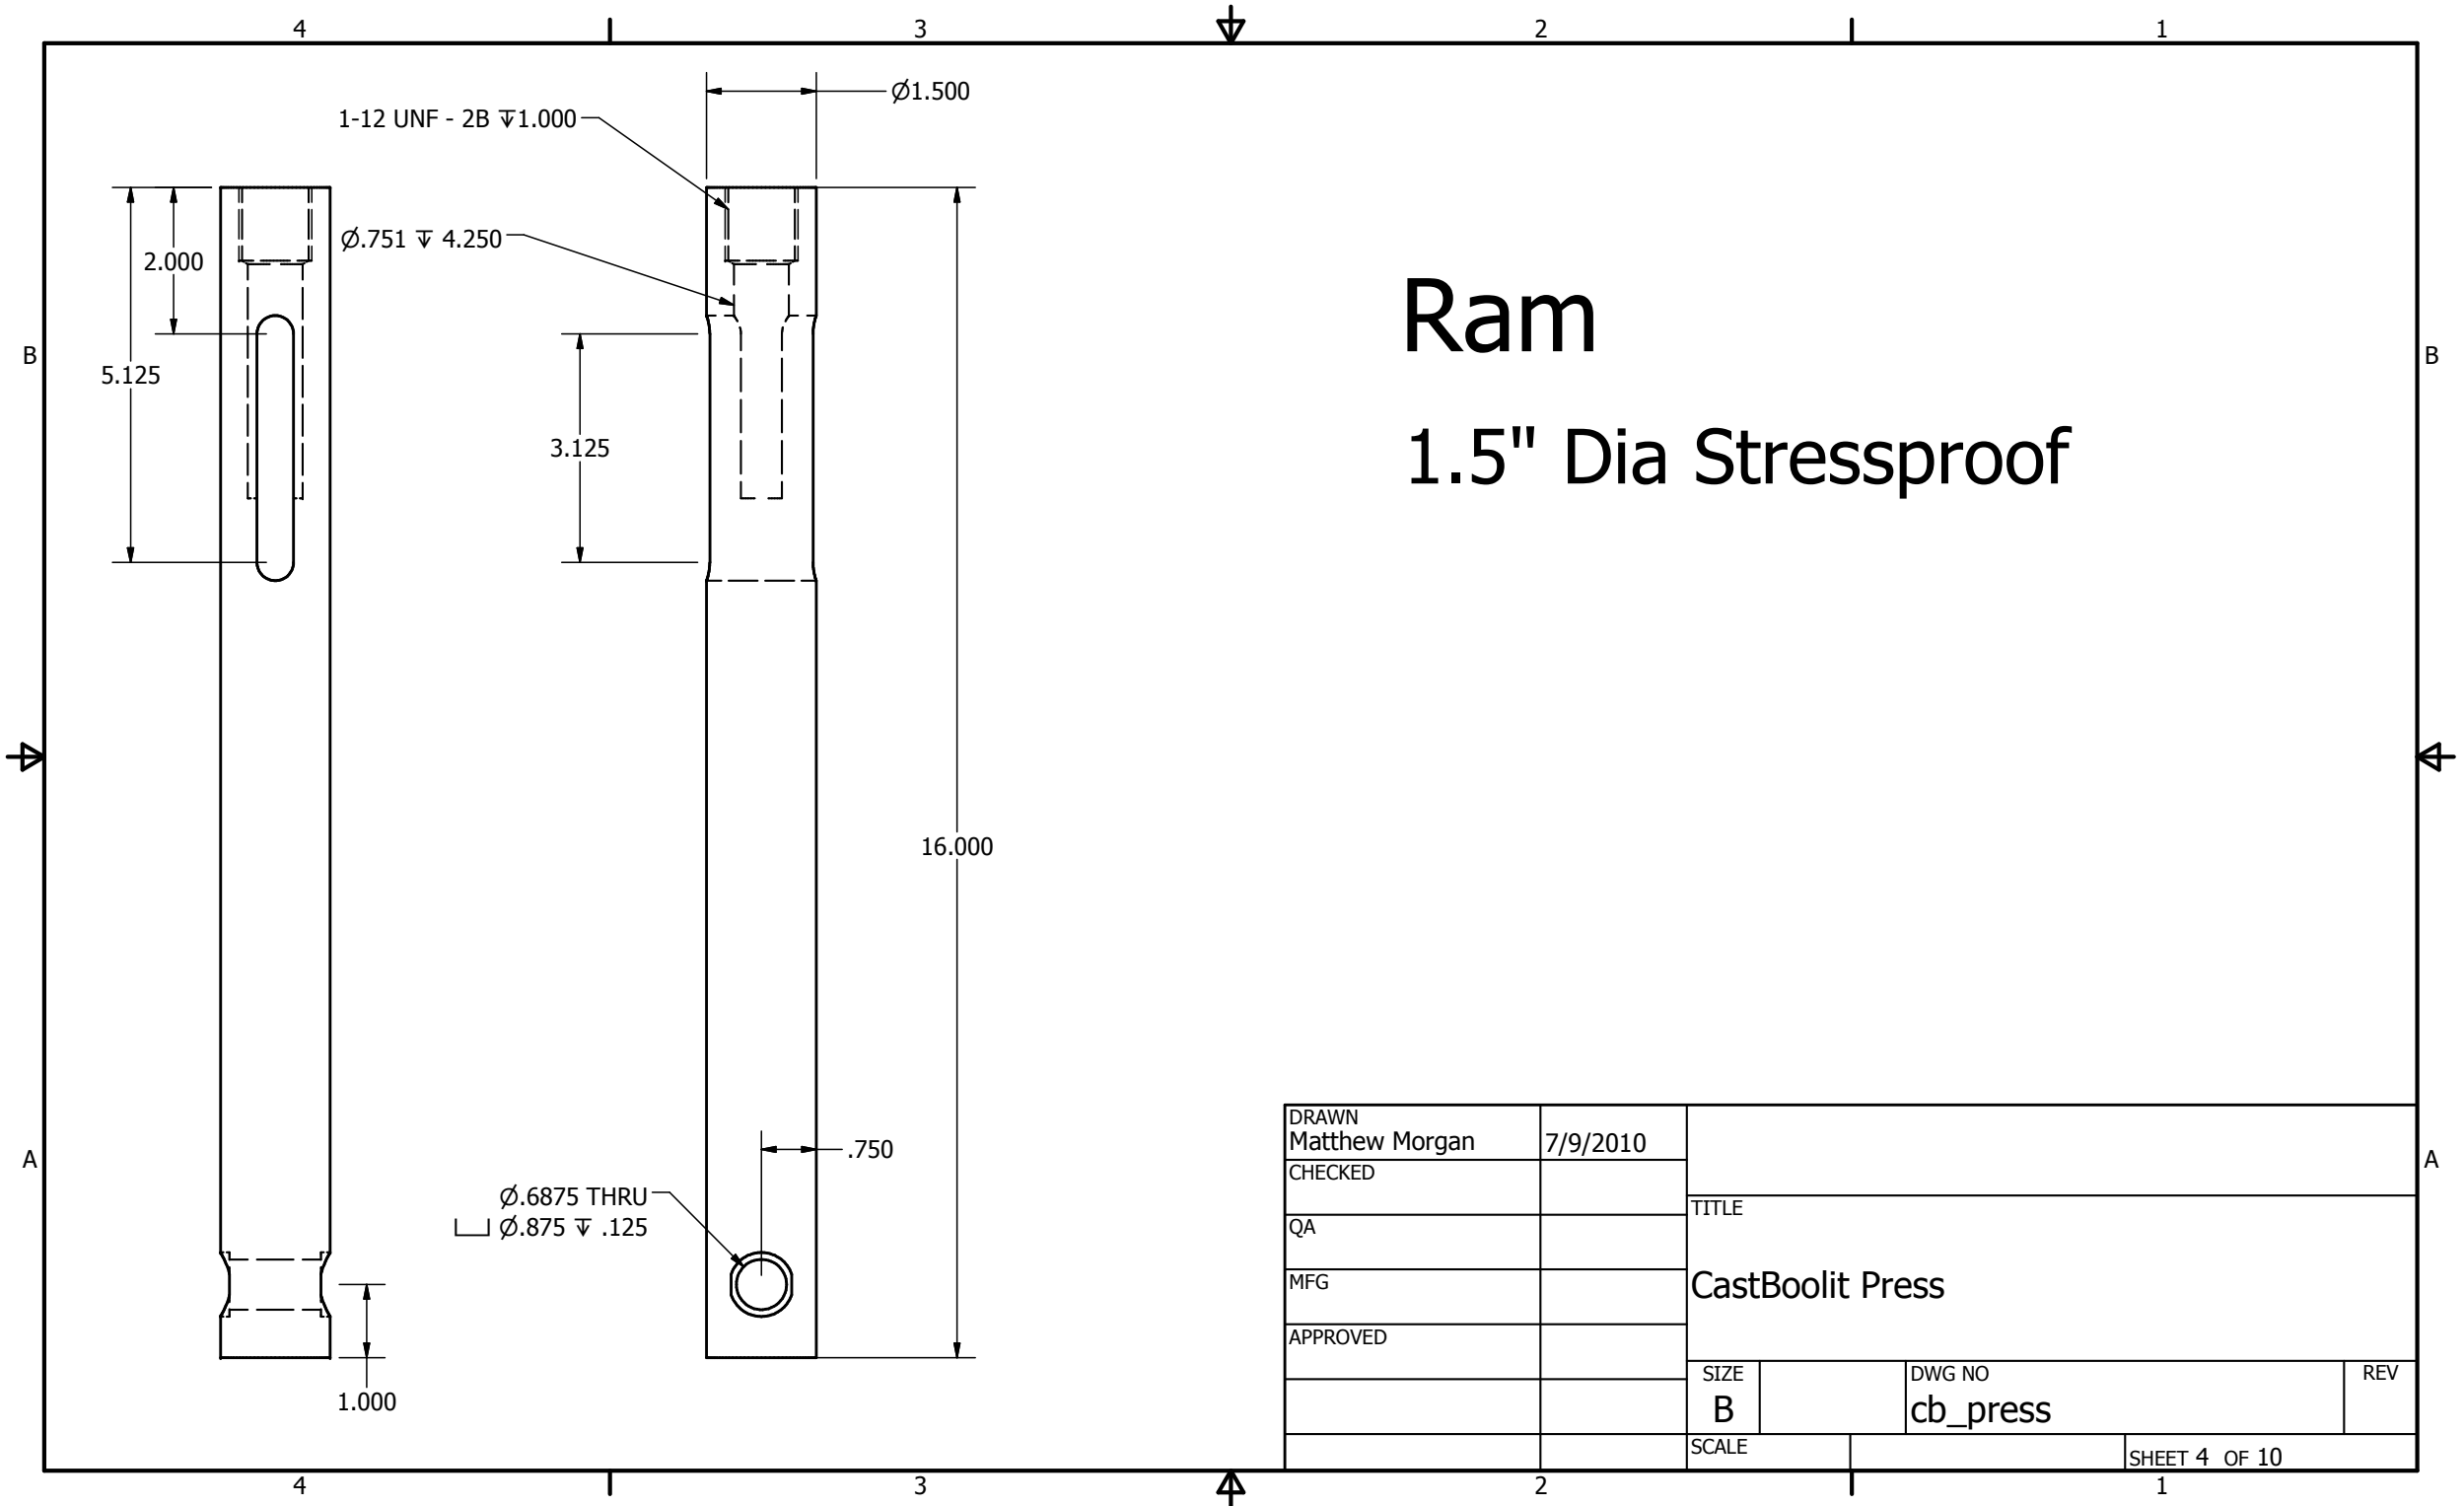 4 3 2 1
Ø1.500
1-12 UNF - 2B ↧1.000
Ø.751 ↧ 4.250
2.000
Ram
B B
5.125
3.125
1.5" Dia Stressproof
16.000
.750
A A
Ø.6875 THRU
⌴ Ø.875 ↧ .125
1.000
DRAWN
Matthew Morgan 7/9/2010
CHECKED
QA
MFG
APPROVED
TITLE
CastBoolit Press
SIZE
B
DWG NO
cb_press
REV
SCALE
SHEET 4 OF 10
4 3 2 1